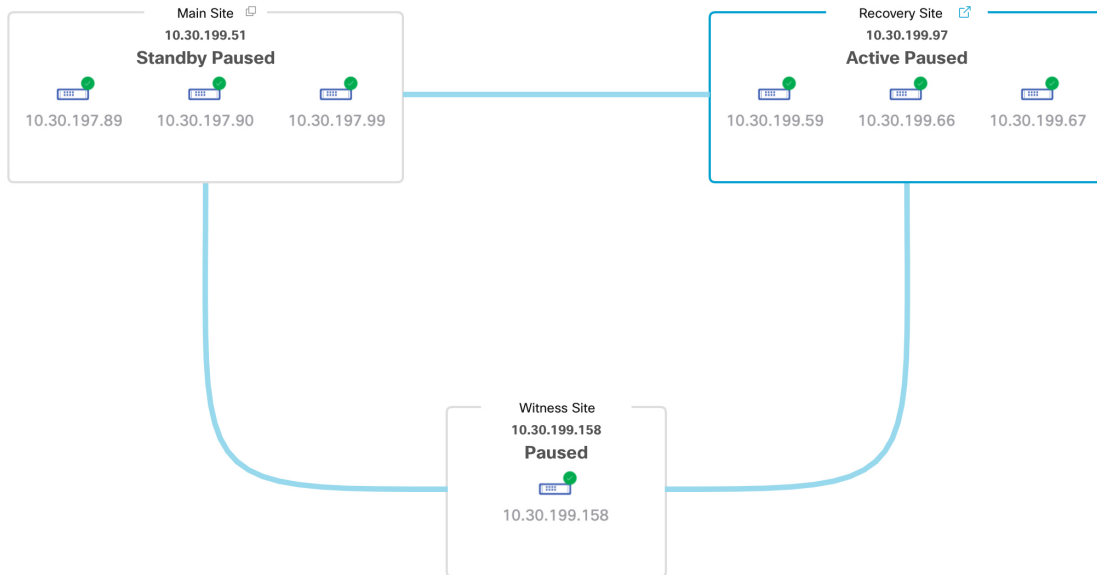 Main Site
10.30.199.51
Standby Paused
10.30.197.89 10.30.197.90 10.30.197.99
Recovery Site
10.30.199.97
Active Paused
10.30.199.59 10.30.199.66 10.30.199.67
Witness Site
10.30.199.158
Paused
10.30.199.158